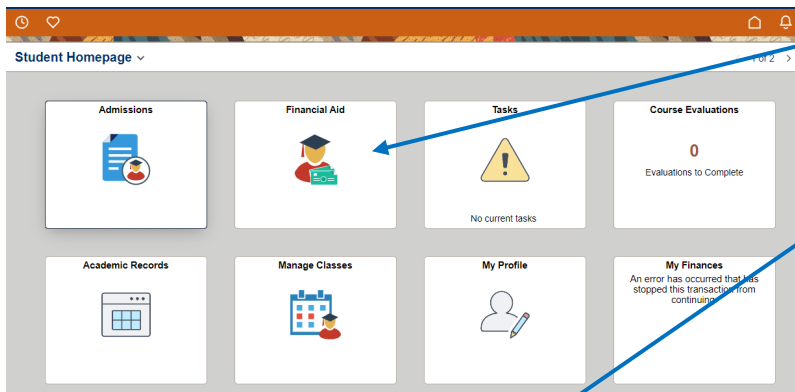 Student Homepage
1 of 2
Admissions
Financial Aid
Tasks
No current tasks
Course Evaluations
0
Evaluations to Complete
Academic Records
Manage Classes
My Profile
My Finances
An error has occurred that has
stopped this transaction from
continuing.